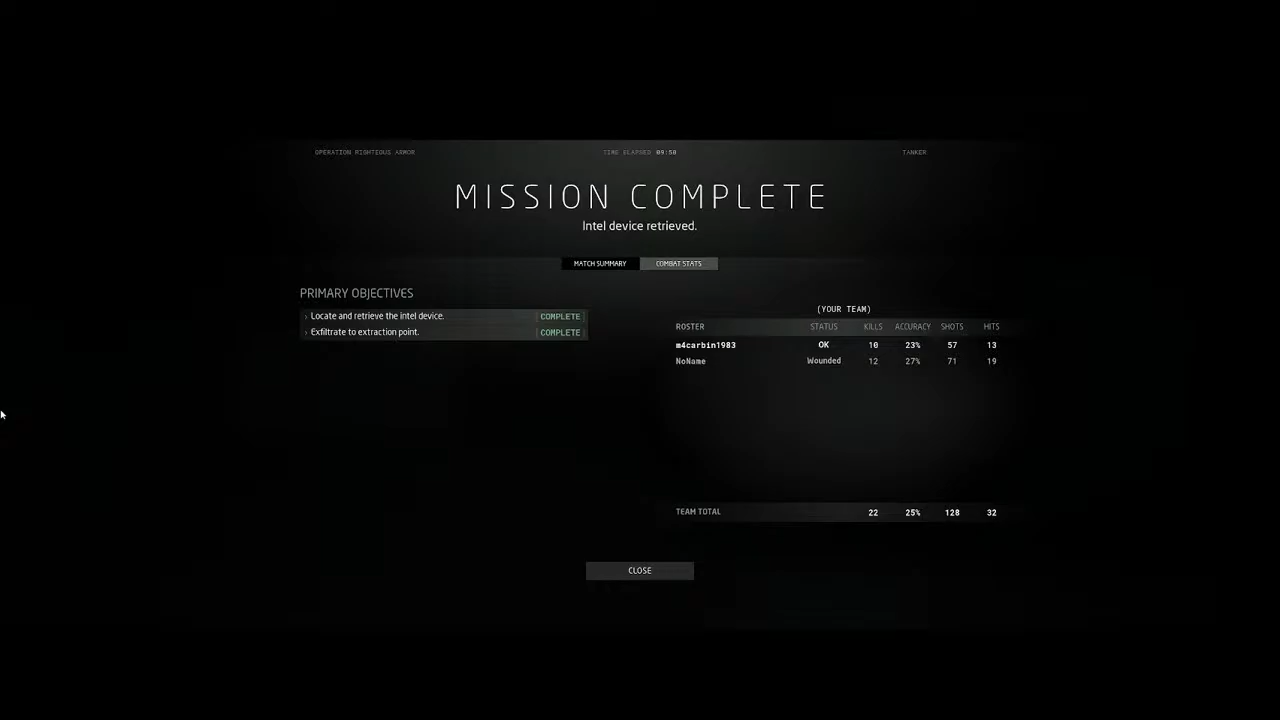 OPERATION RIGHTEOUS ARMOR TIME ELAPSED 09:50 TANKER
MISSION COMPLETE
Intel device retrieved.
MATCH SUMMARY COMBAT STATS
PRIMARY OBJECTIVES
› Locate and retrieve the intel device. [ COMPLETE ]
› Exfiltrate to extraction point. [ COMPLETE ]
(YOUR TEAM)
ROSTER STATUS KILLS ACCURACY SHOTS HITS
m4carbin1983 OK 10 23% 57 13
NoName Wounded 12 27% 71 19
TEAM TOTAL 22 25% 128 32
CLOSE